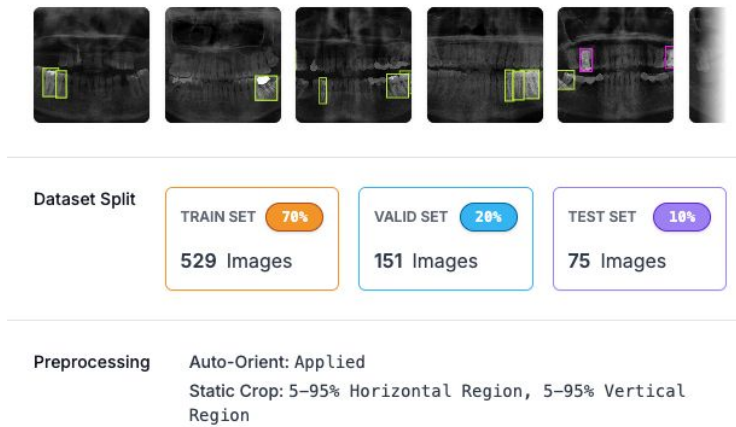 Dataset Split
TRAIN SET 70%
529 Images
VALID SET 20%
151 Images
TEST SET 10%
75 Images
Preprocessing
Auto-Orient: Applied
Static Crop: 5–95% Horizontal Region, 5–95% Vertical
Region